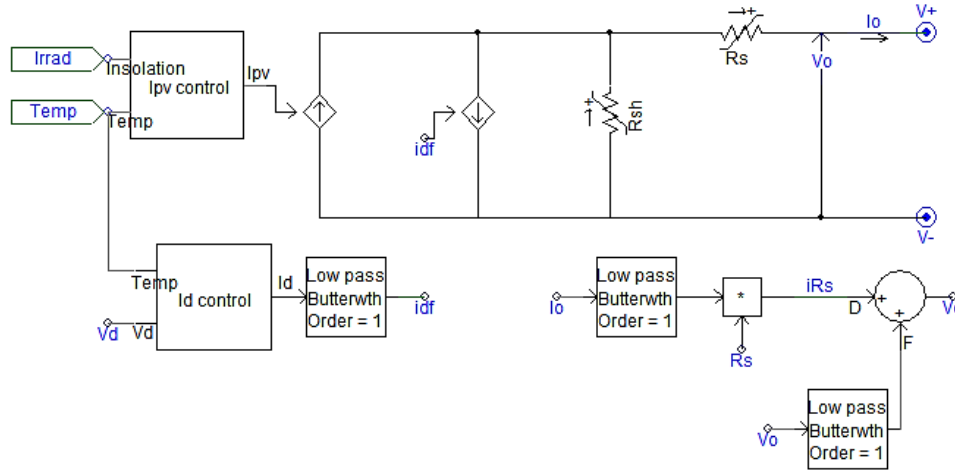 V+
Io
Irrad
Insolation
Ipv control
Ipv
Rs
Vo
Temp
Temp
Rsh
idf
V-
Temp
Id control
Id
Low pass
Butterwth
Order = 1
idf
Vd
Vd
Io
Low pass
Butterwth
Order = 1
*
Rs
iRs
D
+
+
F
Vo
Low pass
Butterwth
Order = 1